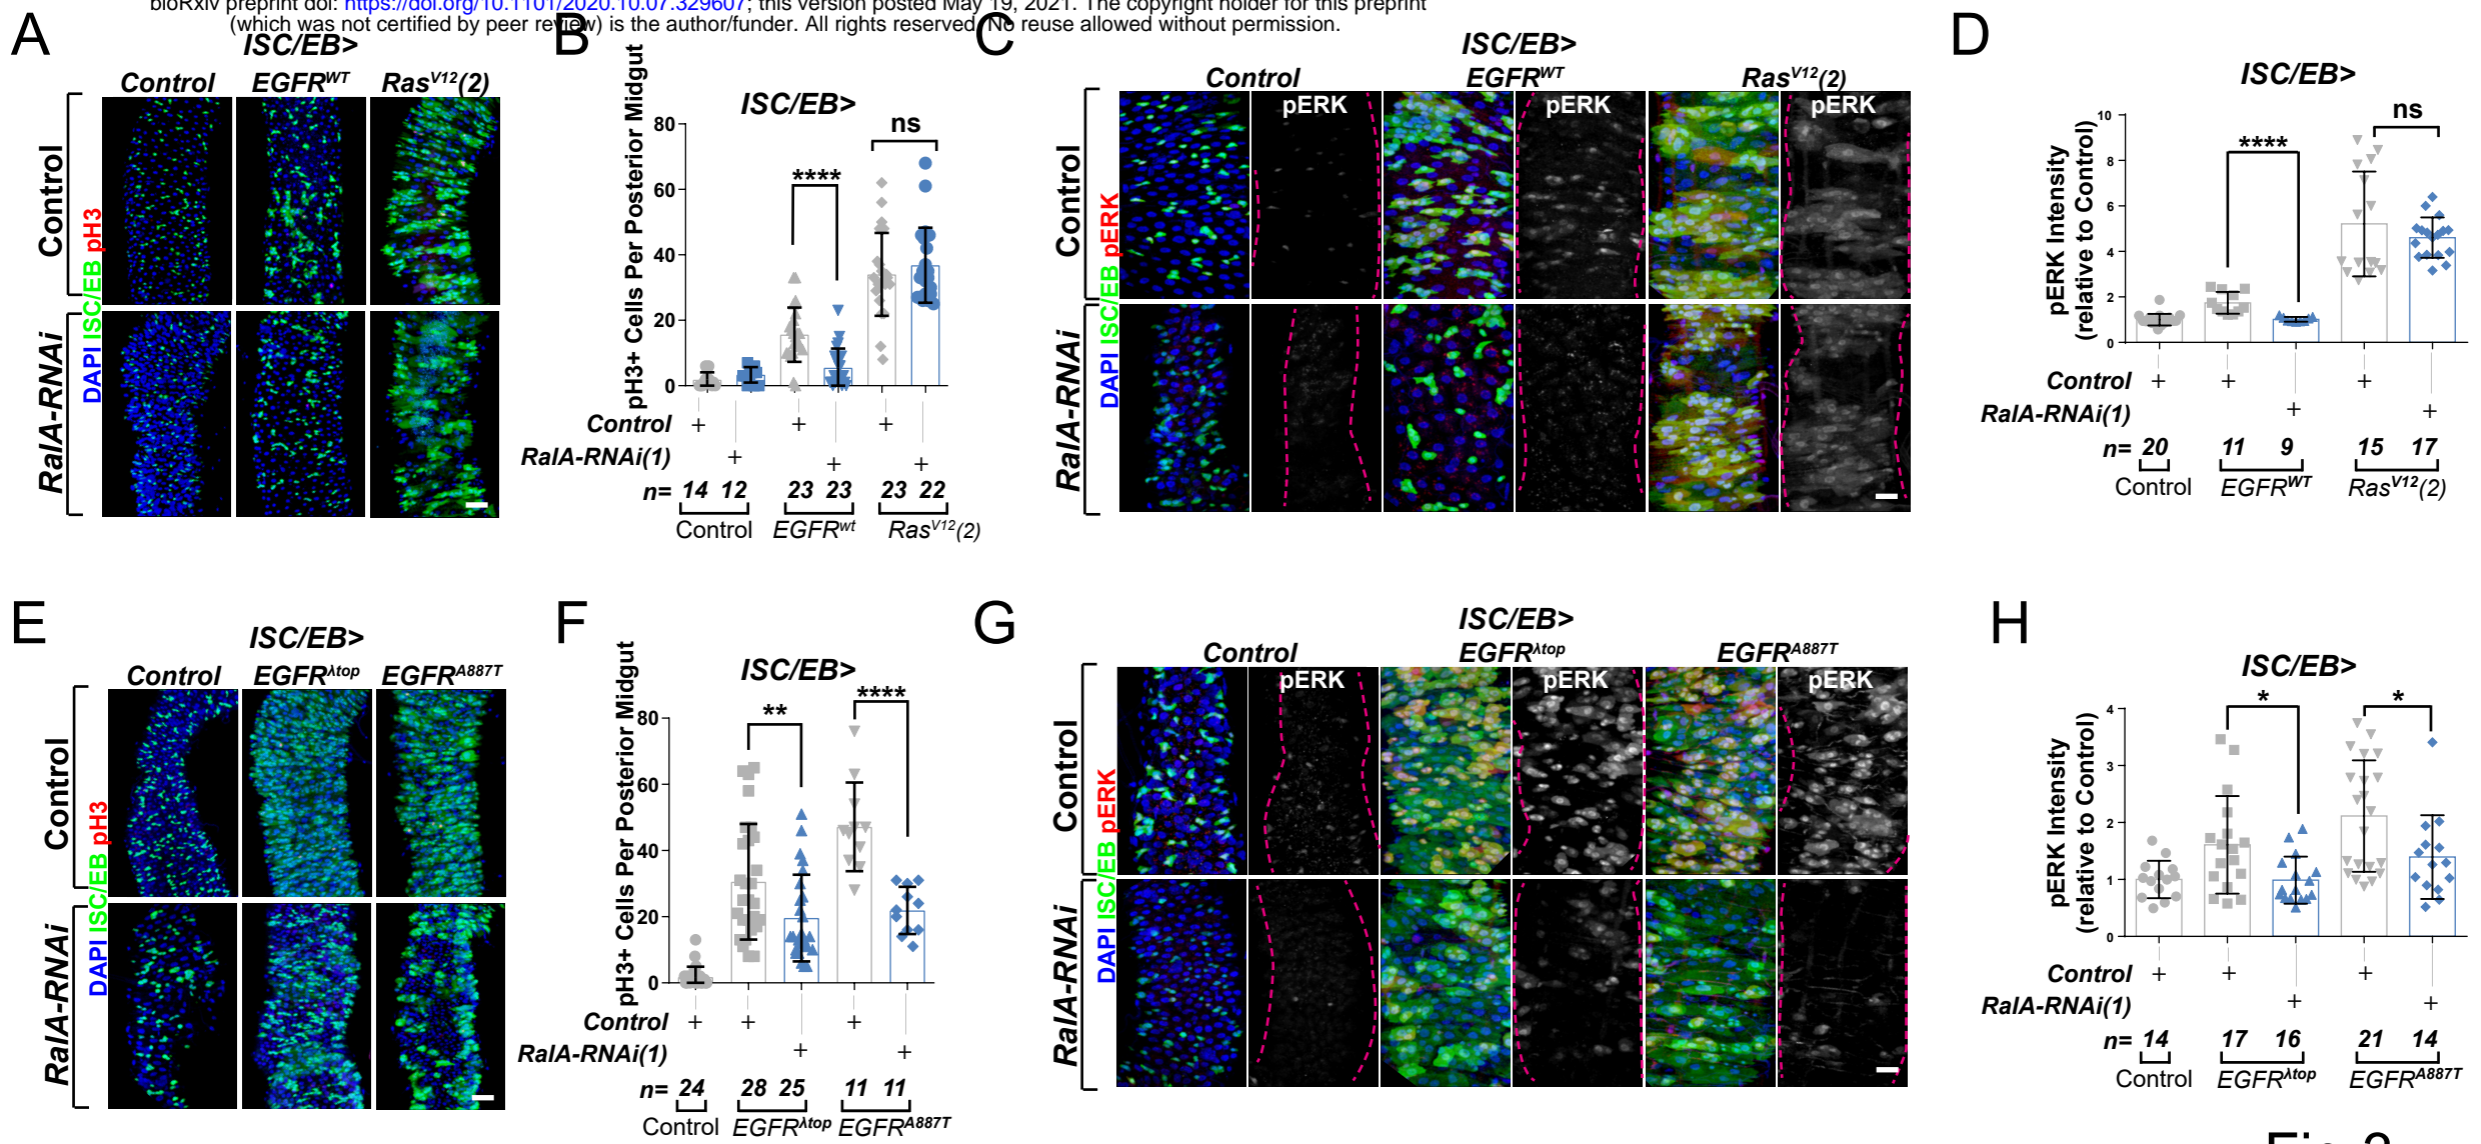 bioRxiv preprint doi: https://doi.org/10.1101/2020.10.07.329607; this version posted May 19, 2021. The copyright holder for this preprint
(which was not certified by peer review) is the author/funder. All rights reserved. No reuse allowed without permission.
A
ISC/EB>
Control EGFR^WT Ras^V12(2)
Control
RalA-RNAi
DAPI ISC/EB pH3
B
ISC/EB>
pH3+ Cells Per Posterior Midgut
80
60
40
20
0
**** ns
Control + + +
RalA-RNAi(1) + + +
n= 14 12 23 23 23 22
Control EGFR^wt Ras^V12(2)
C
ISC/EB>
Control EGFR^WT Ras^V12(2)
pERK pERK pERK
Control
RalA-RNAi
DAPI ISC/EB pERK
D
ISC/EB>
pERK Intensity
(relative to Control)
10
8
6
4
2
0
**** ns
Control + + +
RalA-RNAi(1) + +
n= 20 11 9 15 17
Control EGFR^WT Ras^V12(2)
E
ISC/EB>
Control EGFR^λtop EGFR^A887T
Control
RalA-RNAi
DAPI ISC/EB pH3
F
ISC/EB>
pH3+ Cells Per Posterior Midgut
80
60
40
20
0
** ****
Control + + +
RalA-RNAi(1) + +
n= 24 28 25 11 11
Control EGFR^λtop EGFR^A887T
G
ISC/EB>
Control EGFR^λtop EGFR^A887T
pERK pERK pERK
Control
RalA-RNAi
DAPI ISC/EB pERK
H
ISC/EB>
pERK Intensity
(relative to Control)
4
3
2
1
0
* *
Control + + +
RalA-RNAi(1) + +
n= 14 17 16 21 14
Control EGFR^λtop EGFR^A887T